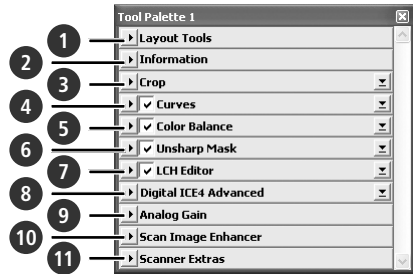 Tool Palette 1
1 Layout Tools
2 Information
3 Crop
4 Curves
5 Color Balance
6 Unsharp Mask
7 LCH Editor
8 Digital ICE4 Advanced
9 Analog Gain
10 Scan Image Enhancer
11 Scanner Extras